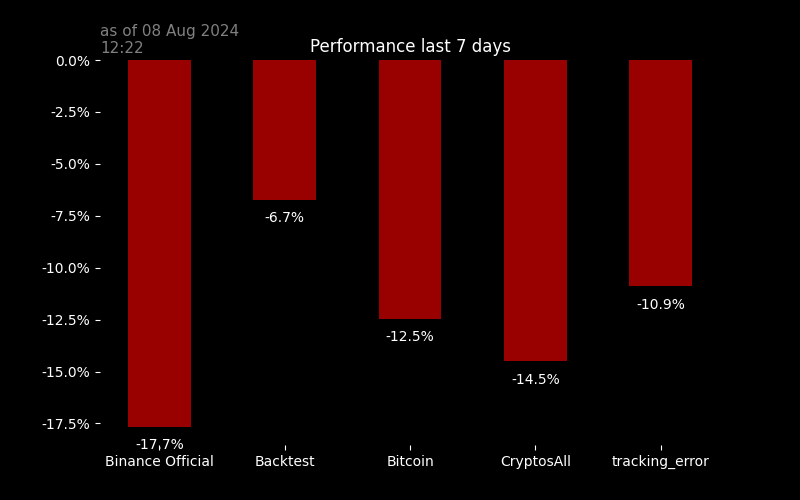 as of 08 Aug 2024
12:22
Performance last 7 days
0.0%
-2.5%
-5.0%
-7.5%
-10.0%
-12.5%
-15.0%
-17.5%
-17.7%
-6.7%
-12.5%
-14.5%
-10.9%
Binance Official
Backtest
Bitcoin
CryptosAll
tracking_error